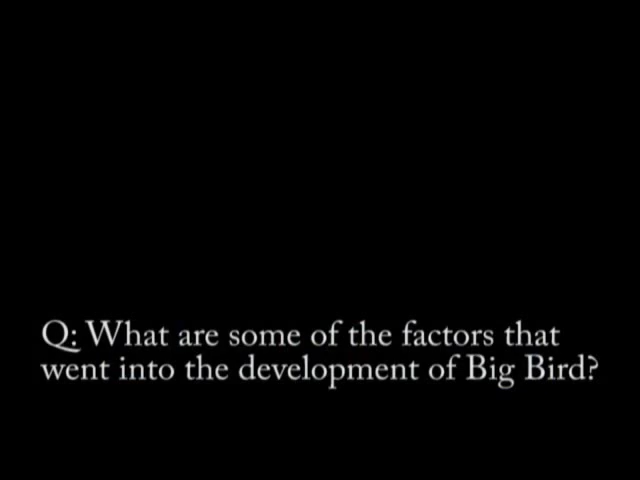 Q: What are some of the factors that
went into the development of Big Bird?